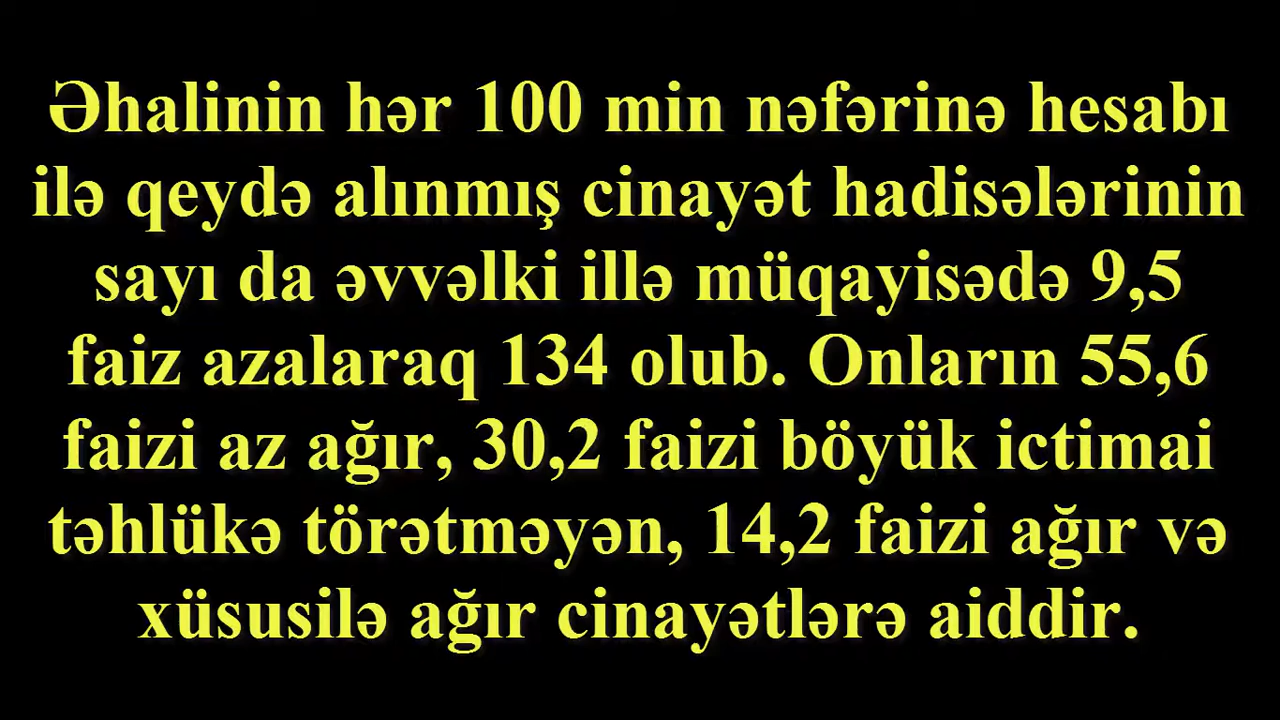 Əhalinin hər 100 min nəfərinə hesabı
ilə qeydə alınmış cinayət hadisələrinin
sayı da əvvəlki illə müqayisədə 9,5
faiz azalaraq 134 olub. Onların 55,6
faizi az ağır, 30,2 faizi böyük ictimai
təhlükə törətməyən, 14,2 faizi ağır və
xüsusilə ağır cinayətlərə aiddir.